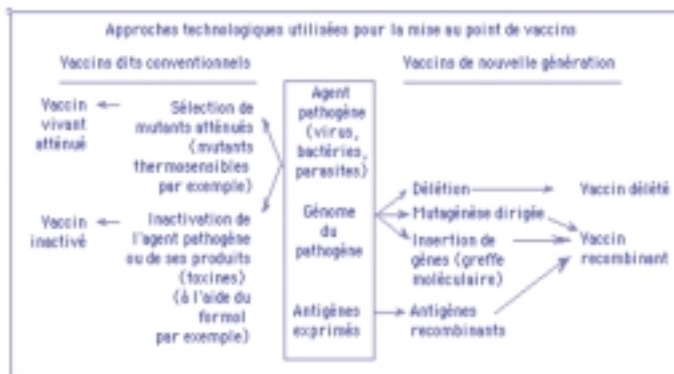 Approches technologiques utilisées pour la mise au point de vaccins
Vaccins dits conventionnels
Vaccin
vivant
atténué
Sélection de
mutants atténués
(mutants
thermosensibles
par exemple)
Vaccin
inactivé
Inactivation de
l'agent pathogène
ou de ses produits
(toxines)
(à l'aide du
formol
par exemple)
Agent
pathogène
(virus,
bactéries,
parasites)
Génome
du
pathogène
Antigènes
exprimés
Vaccins de nouvelle génération
Délétion
Vaccin délété
Mutagénèse dirigée
Insertion de
gènes (greffe
moléculaire)
Vaccin
recombinant
Antigènes
recombinants